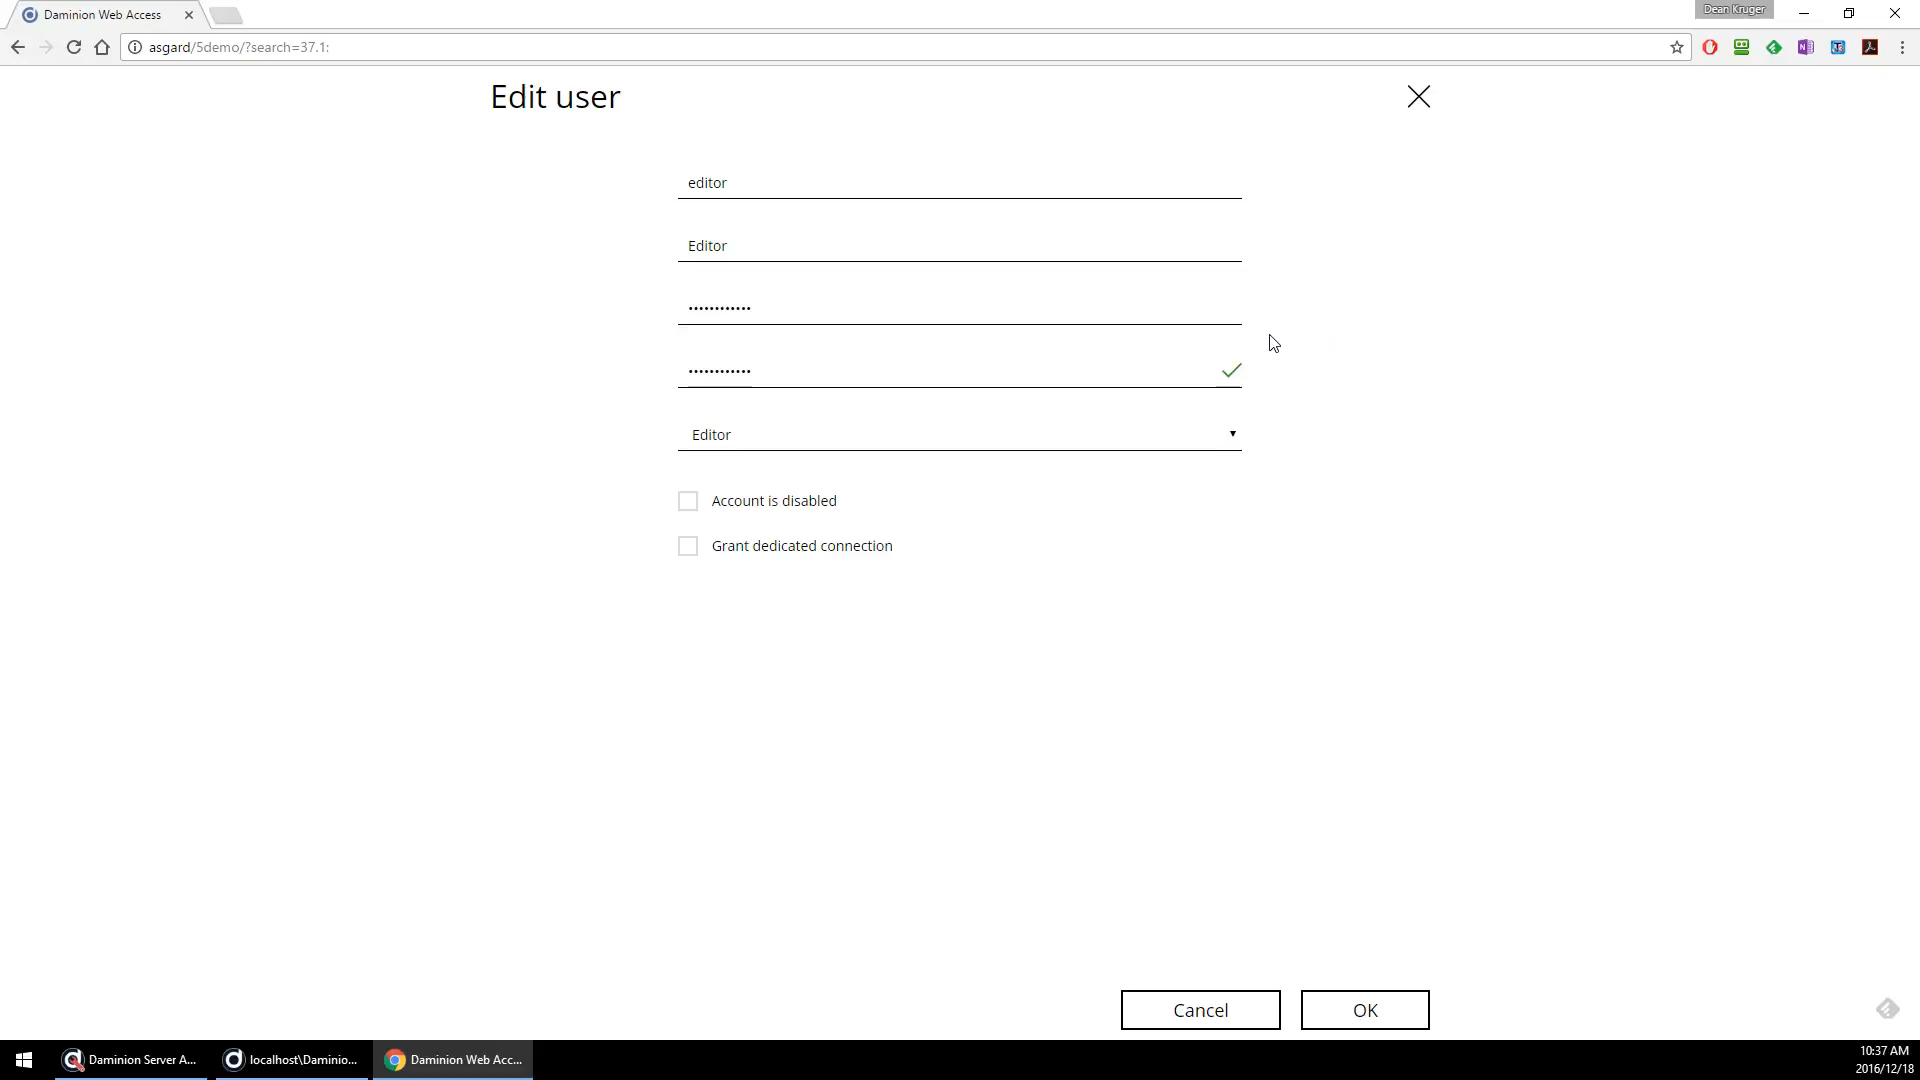 Daminion Web Access
Dean Kruger
asgard/5demo/?search=37.1:
Edit user
editor
Editor
••••••••••••
••••••••••••
Editor
Account is disabled
Grant dedicated connection
Cancel
OK
Daminion Server A...
localhost\Daminio...
Daminion Web Acc...
10:37 AM
2016/12/18